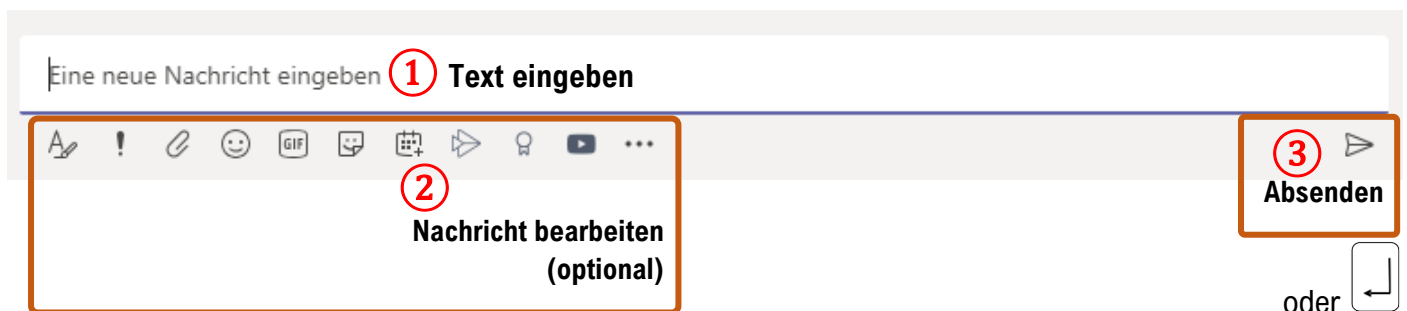 Eine neue Nachricht eingeben 1 Text eingeben
GIF
2
Nachricht bearbeiten
(optional)
3
Absenden
oder